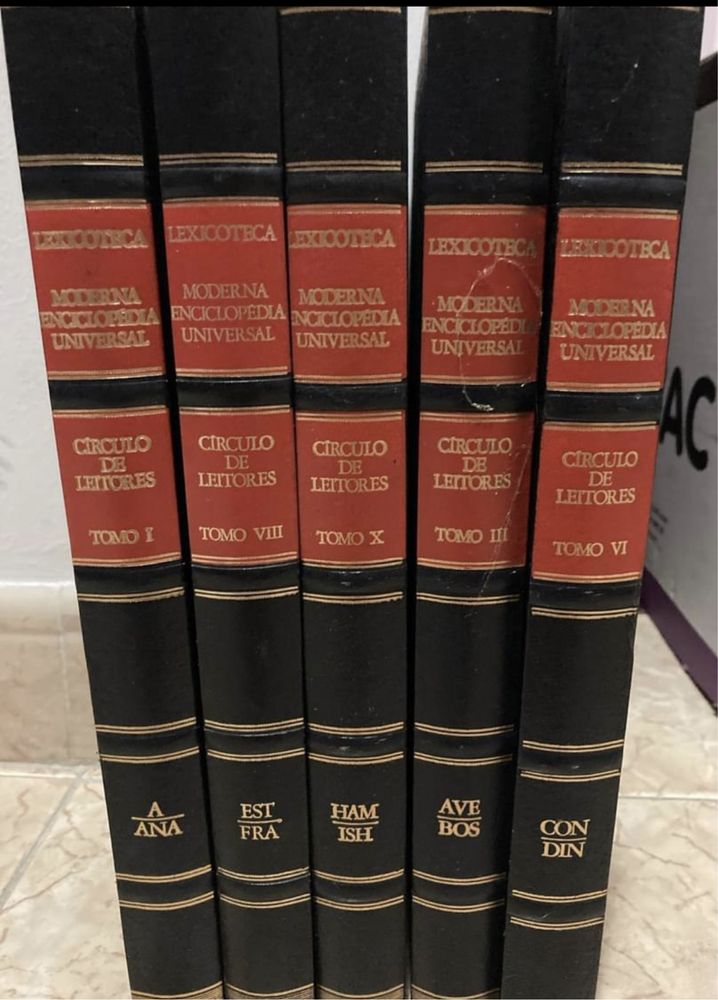 LEXICOTECA
MODERNA
ENCICLOPÉDIA
UNIVERSAL
CÍRCULO
DE
LEITORES
TOMO I
A
ANA
LEXICOTECA
MODERNA
ENCICLOPÉDIA
UNIVERSAL
CÍRCULO
DE
LEITORES
TOMO VIII
EST
FRA
LEXICOTECA
MODERNA
ENCICLOPÉDIA
UNIVERSAL
CÍRCULO
DE
LEITORES
TOMO X
HAM
ISH
LEXICOTECA
MODERNA
ENCICLOPÉDIA
UNIVERSAL
CÍRCULO
DE
LEITORES
TOMO III
AVE
BOS
LEXICOTECA
MODERNA
ENCICLOPÉDIA
UNIVERSAL
CÍRCULO
DE
LEITORES
TOMO VI
CON
DIN
AC